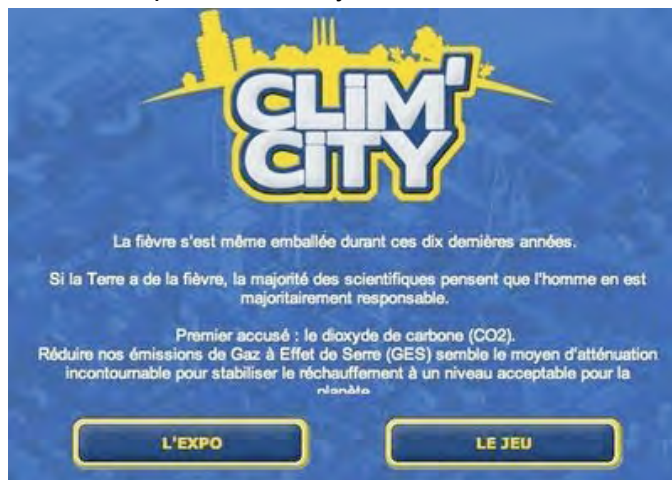 CLIM'
CITY
La fièvre s'est même emballée durant ces dix dernières années.
Si la Terre a de la fièvre, la majorité des scientifiques pensent que l'homme en est
majoritairement responsable.
Premier accusé : le dioxyde de carbone (CO2).
Réduire nos émissions de Gaz à Effet de Serre (GES) semble le moyen d'atténuation
incontournable pour stabiliser le réchauffement à un niveau acceptable pour la
planète
L'EXPO
LE JEU